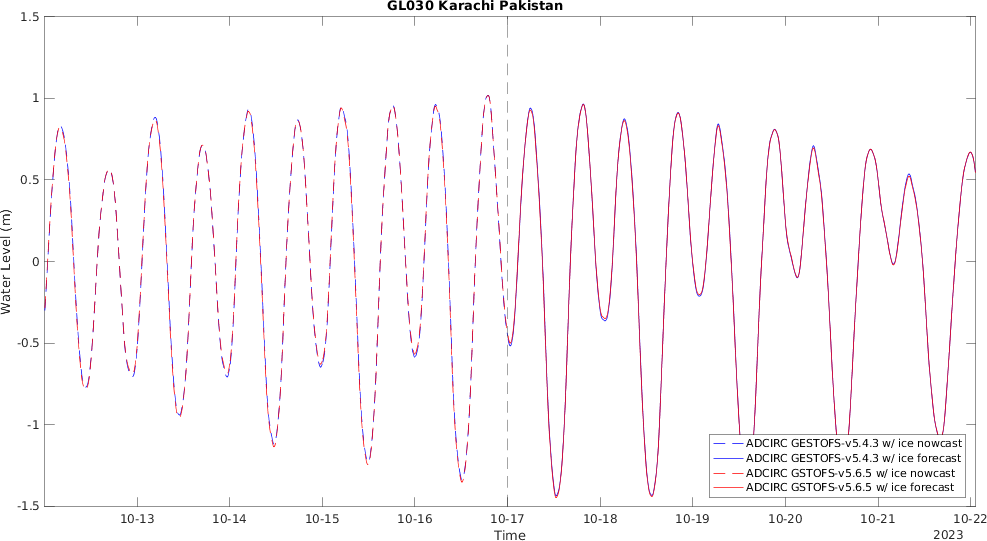 GL030 Karachi Pakistan
1.5
1
0.5
0
-0.5
-1
-1.5
Water Level (m)
ADCIRC GESTOFS-v5.4.3 w/ ice nowcast
ADCIRC GESTOFS-v5.4.3 w/ ice forecast
ADCIRC GSTOFS-v5.6.5 w/ ice nowcast
ADCIRC GSTOFS-v5.6.5 w/ ice forecast
10-13 10-14 10-15 10-16 10-17 10-18 10-19 10-20 10-21 10-22
Time
2023